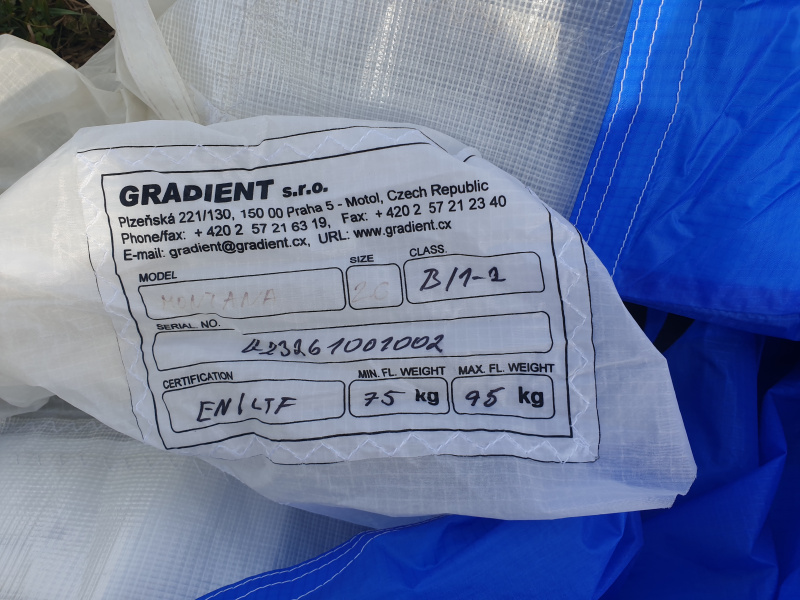 GRADIENT s.r.o.
Plzeňská 221/130, 150 00 Praha 5 - Motol, Czech Republic
Phone/fax: + 420 2 57 21 63 19, Fax: + 420 2 57 21 23 40
E-mail: gradient@gradient.cx, URL: www.gradient.cx
MODEL SIZE CLASS.
MONTANA B/1-2
SERIAL NO.
423261001002
CERTIFICATION MIN. FL. WEIGHT MAX. FL. WEIGHT
EN/LTF 75 kg 95 kg